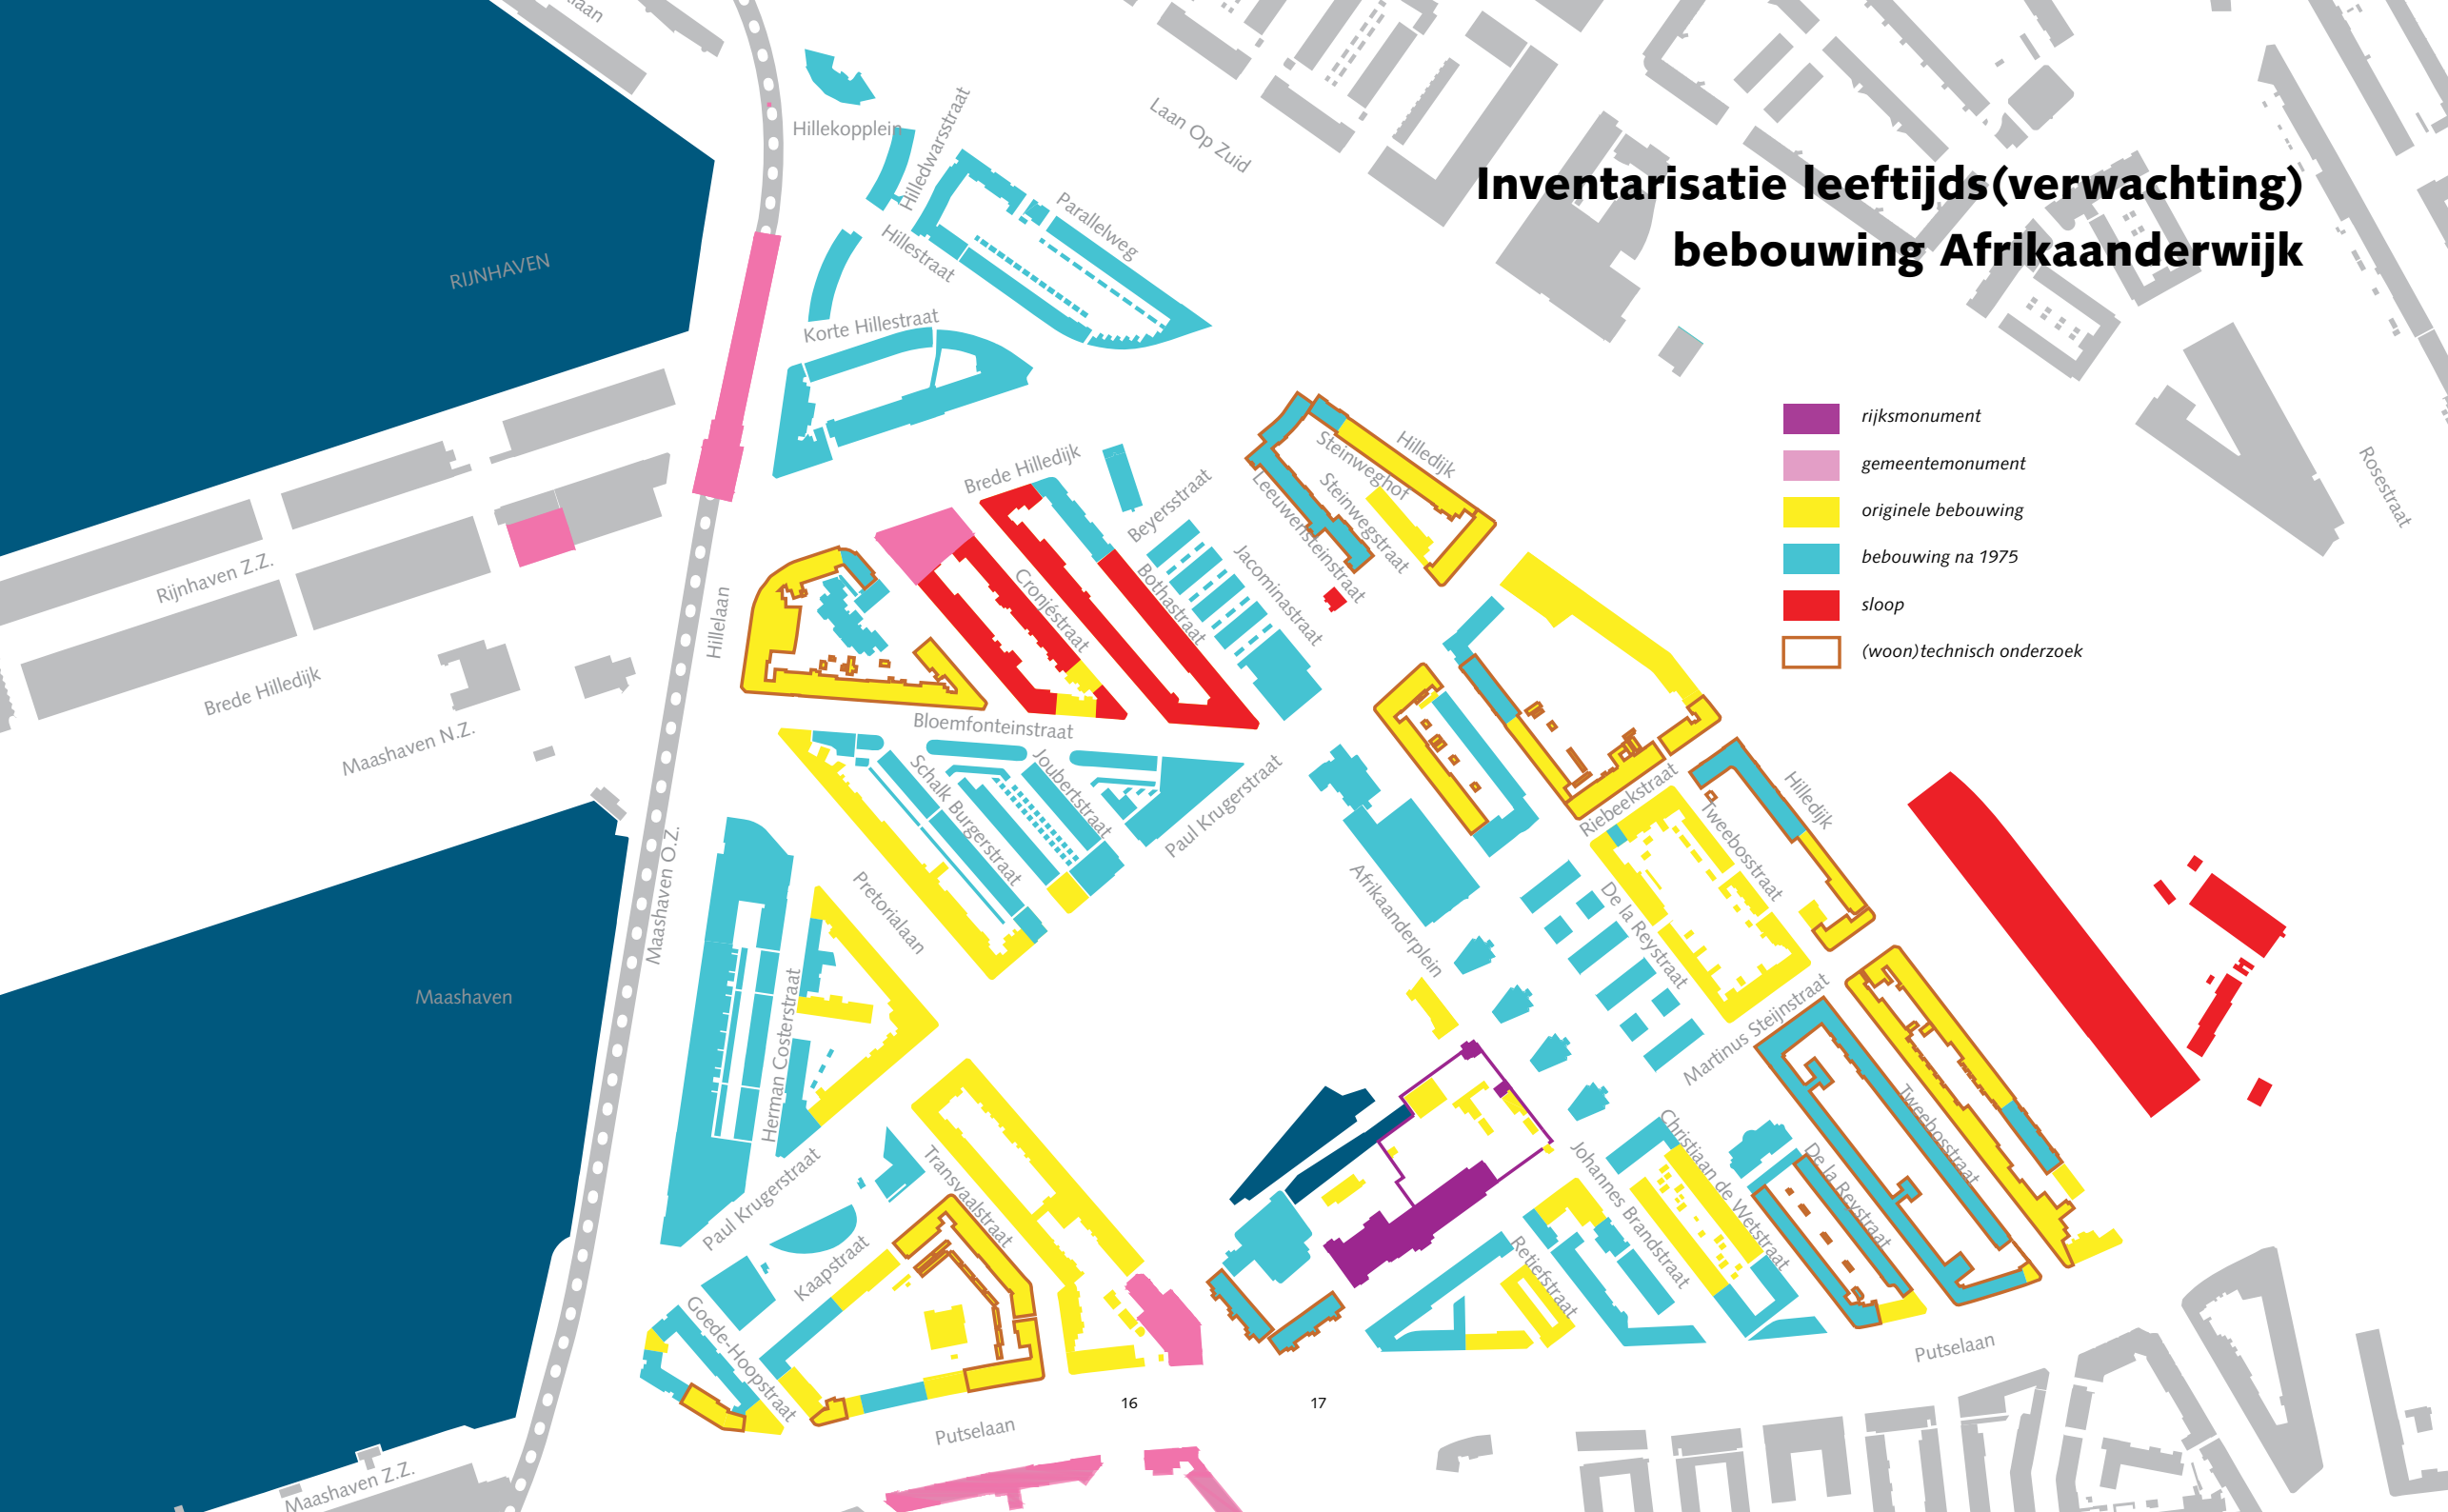 Inventarisatie leeftijds(verwachting)
bebouwing Afrikaanderwijk
rijksmonument
gemeentemonument
originele bebouwing
bebouwing na 1975
sloop
(woon)technisch onderzoek
Hillekopplein
Hilledwarsstraat
Laan Op Zuid
Parallelweg
Hillestraat
RIJNHAVEN
Korte Hillestraat
Rosestraat
Brede Hilledijk
Beyersstraat
Steinweghof
Hilledijk
Steinwegstraat
Leeuwensteinstraat
Jacominastraat
Bothastraat
Cronjéstraat
Rijnhaven Z.Z.
Hillelaan
Brede Hilledijk
Maashaven N.Z.
Bloemfonteinstraat
Joubertstraat
Schalk Burgerstraat
Paul Krugerstraat
Riebeekstraat
Hilledijk
Tweebosstraat
Maashaven O.Z.
Pretorialaan
Afrikaanderplein
De la Reystraat
Maashaven
Herman Costerstraat
Martinus Steijnstraat
Tweebosstraat
Christiaan de Wetstraat
De la Reystraat
Johannes Brandstraat
Paul Krugerstraat
Transvaalstraat
Kaapstraat
Retiefstraat
Goede-Hoopstraat
Putselaan
16
17
Putselaan
Maashaven Z.Z.